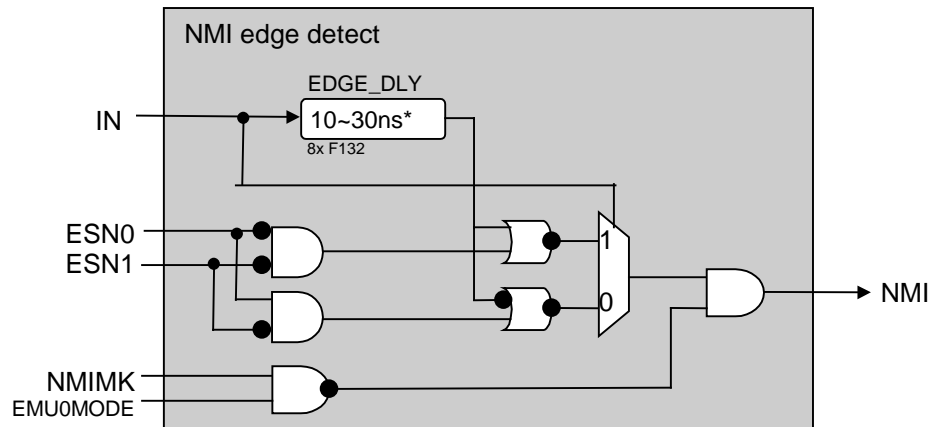 NMI edge detect
EDGE_DLY
IN
10~30ns*
8x F132
ESN0
1
ESN1
0
NMI
NMIMK
EMU0MODE